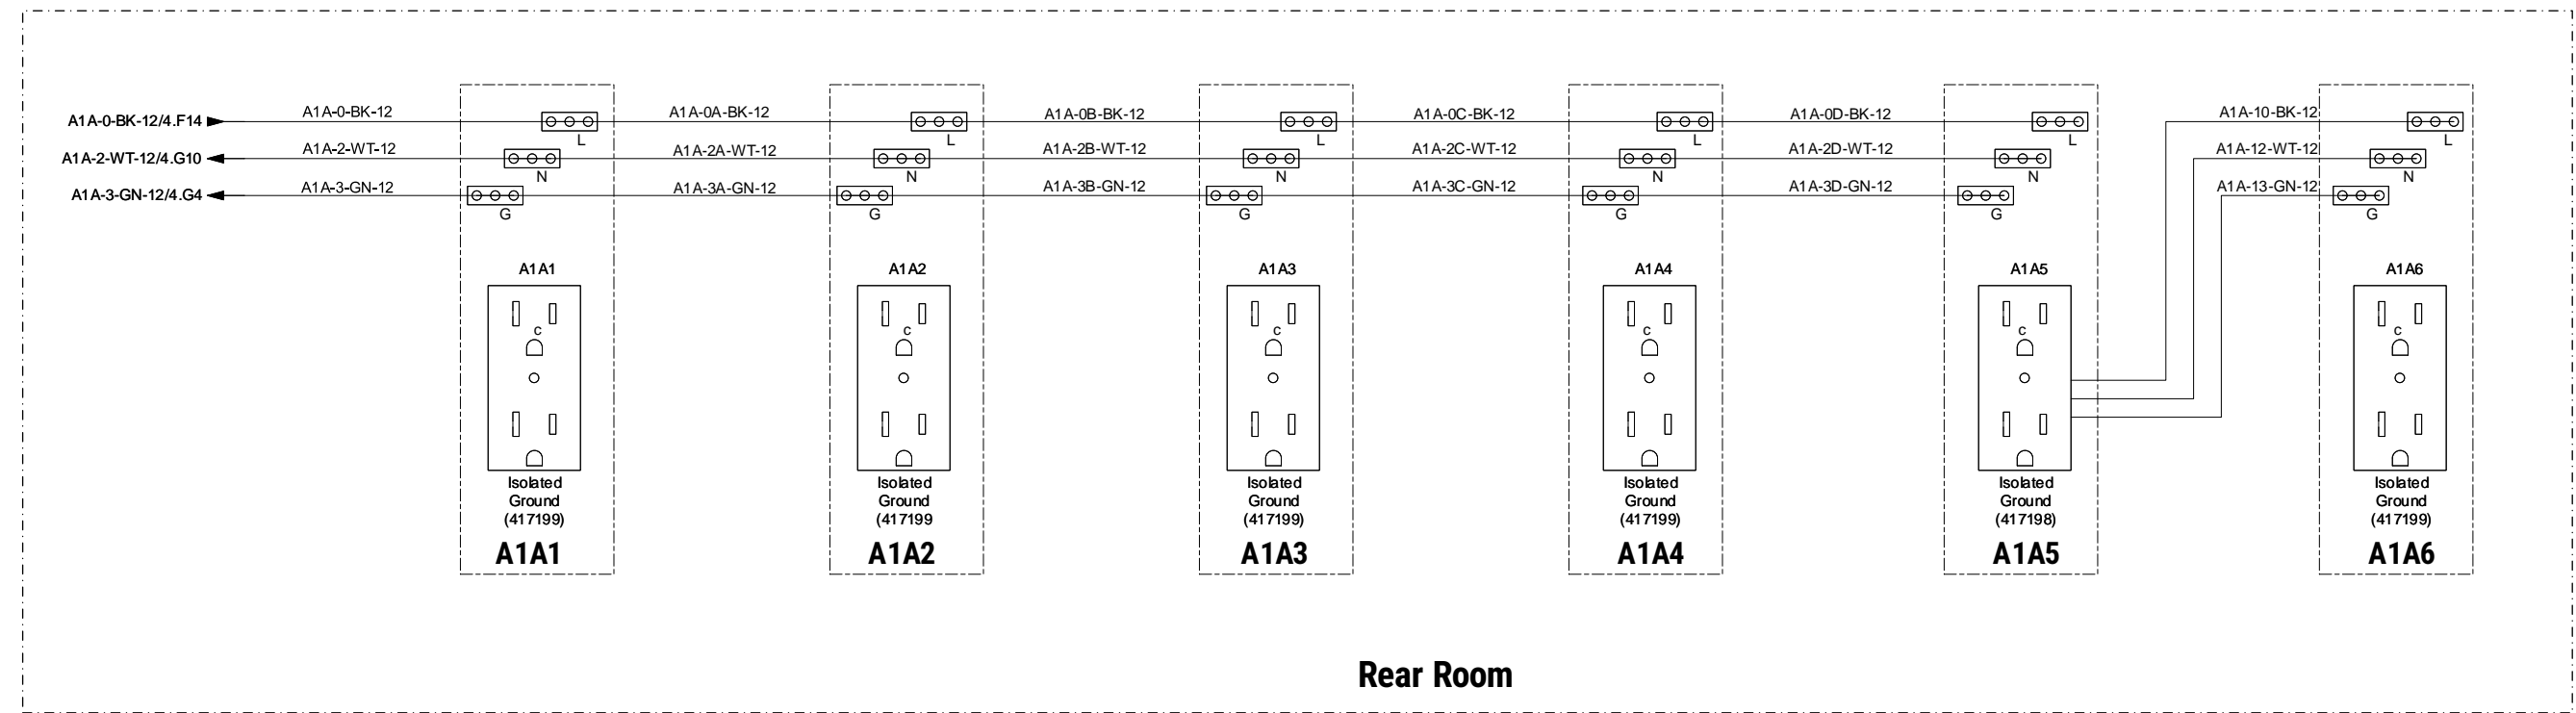 A1A-0-BK-12/4.F14
A1A-0-BK-12
L
A1A-0A-BK-12
L
A1A-0B-BK-12
L
A1A-0C-BK-12
L
A1A-0D-BK-12
L
A1A-10-BK-12
L
A1A-2-WT-12/4.G10
A1A-2-WT-12
N
A1A-2A-WT-12
N
A1A-2B-WT-12
N
A1A-2C-WT-12
N
A1A-2D-WT-12
N
A1A-12-WT-12
N
A1A-3-GN-12/4.G4
A1A-3-GN-12
G
A1A-3A-GN-12
G
A1A-3B-GN-12
G
A1A-3C-GN-12
G
A1A-3D-GN-12
G
A1A-13-GN-12
G
A1A1
c
Isolated
Ground
(417199)
A1A1
A1A2
c
Isolated
Ground
(417199
A1A2
A1A3
c
Isolated
Ground
(417199)
A1A3
A1A4
c
Isolated
Ground
(417199)
A1A4
A1A5
c
Isolated
Ground
(417198)
A1A5
A1A6
c
Isolated
Ground
(417199)
A1A6
Rear Room